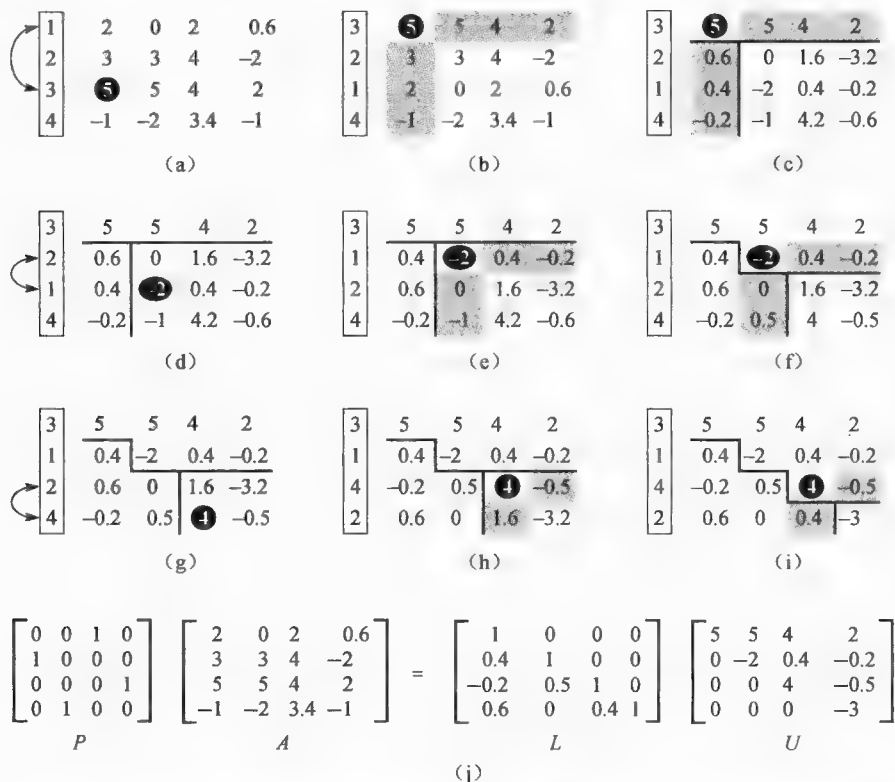 1 2 0 2 0.6
2 3 3 4 −2
3 5 5 4 2
4 −1 −2 3.4 −1
(a)
3 5 5 4 2
2 3 3 4 −2
1 2 0 2 0.6
4 −1 −2 3.4 −1
(b)
3 5 5 4 2
2 0.6 0 1.6 −3.2
1 0.4 −2 0.4 −0.2
4 −0.2 −1 4.2 −0.6
(c)
3 5 5 4 2
2 0.6 0 1.6 −3.2
1 0.4 −2 0.4 −0.2
4 −0.2 −1 4.2 −0.6
(d)
3 5 5 4 2
1 0.4 −2 0.4 −0.2
2 0.6 0 1.6 −3.2
4 −0.2 −1 4.2 −0.6
(e)
3 5 5 4 2
1 0.4 −2 0.4 −0.2
2 0.6 0 1.6 −3.2
4 −0.2 0.5 4 −0.5
(f)
3 5 5 4 2
1 0.4 −2 0.4 −0.2
2 0.6 0 1.6 −3.2
4 −0.2 0.5 4 −0.5
(g)
3 5 5 4 2
1 0.4 −2 0.4 −0.2
4 −0.2 0.5 4 −0.5
2 0.6 0 1.6 −3.2
(h)
3 5 5 4 2
1 0.4 −2 0.4 −0.2
4 −0.2 0.5 4 −0.5
2 0.6 0 0.4 −3
(i)
0 0 1 0 2 0 2 0.6 1 0 0 0 5 5 4 2
1 0 0 0 3 3 4 −2 = 0.4 1 0 0 0 −2 0.4 −0.2
0 0 0 1 5 5 4 2 −0.2 0.5 1 0 0 0 4 −0.5
0 1 0 0 −1 −2 3.4 −1 0.6 0 0.4 1 0 0 0 −3
P A L U
(j)